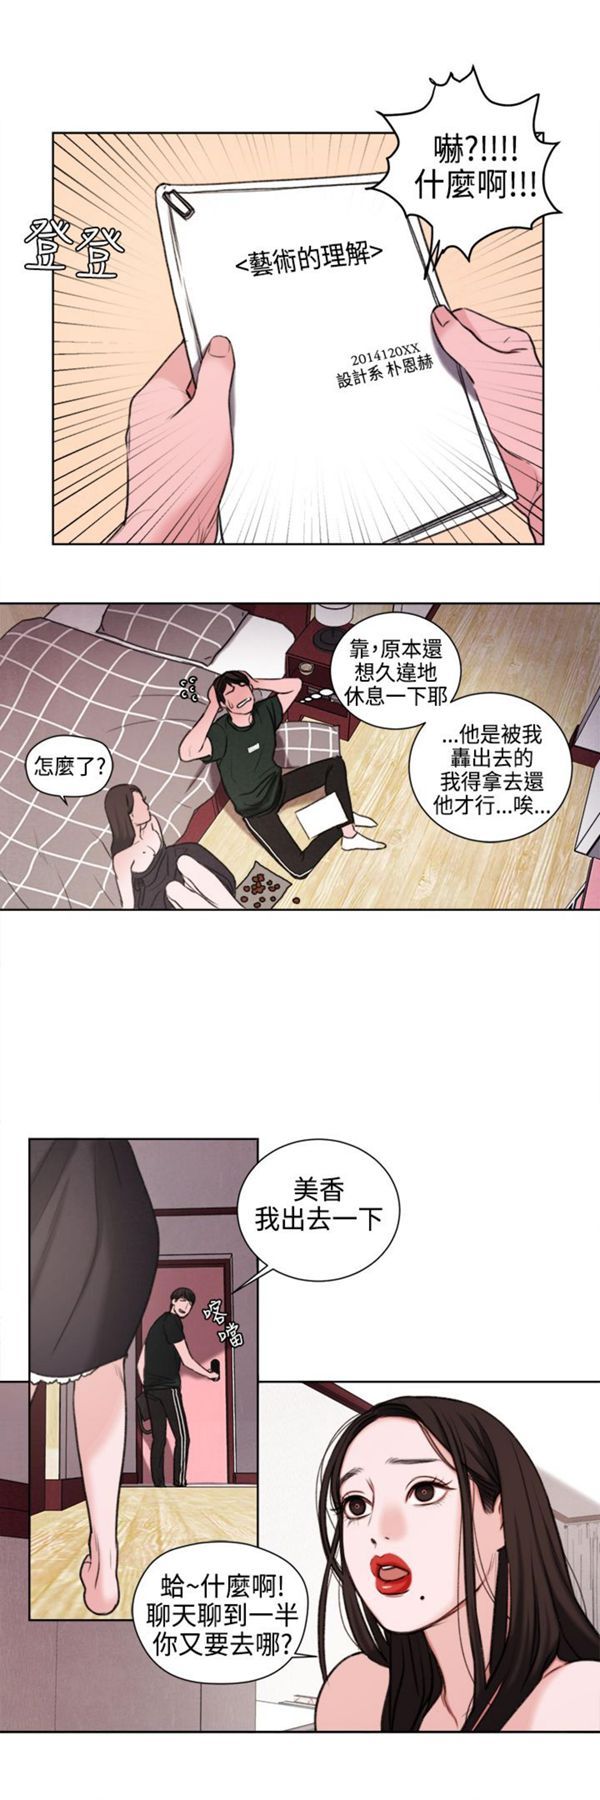 嚇?!!!!
什麼啊!!!
登登
<藝術的理解>
2014120XX
設計系 朴恩赫
靠，原本還
想久違地
休息一下耶
怎麼了?
...他是被我
轟出去的
我得拿去還
他才行...唉...
美香
我出去一下
喀噹
蛤~什麼啊!
聊天聊到一半
你又要去哪?